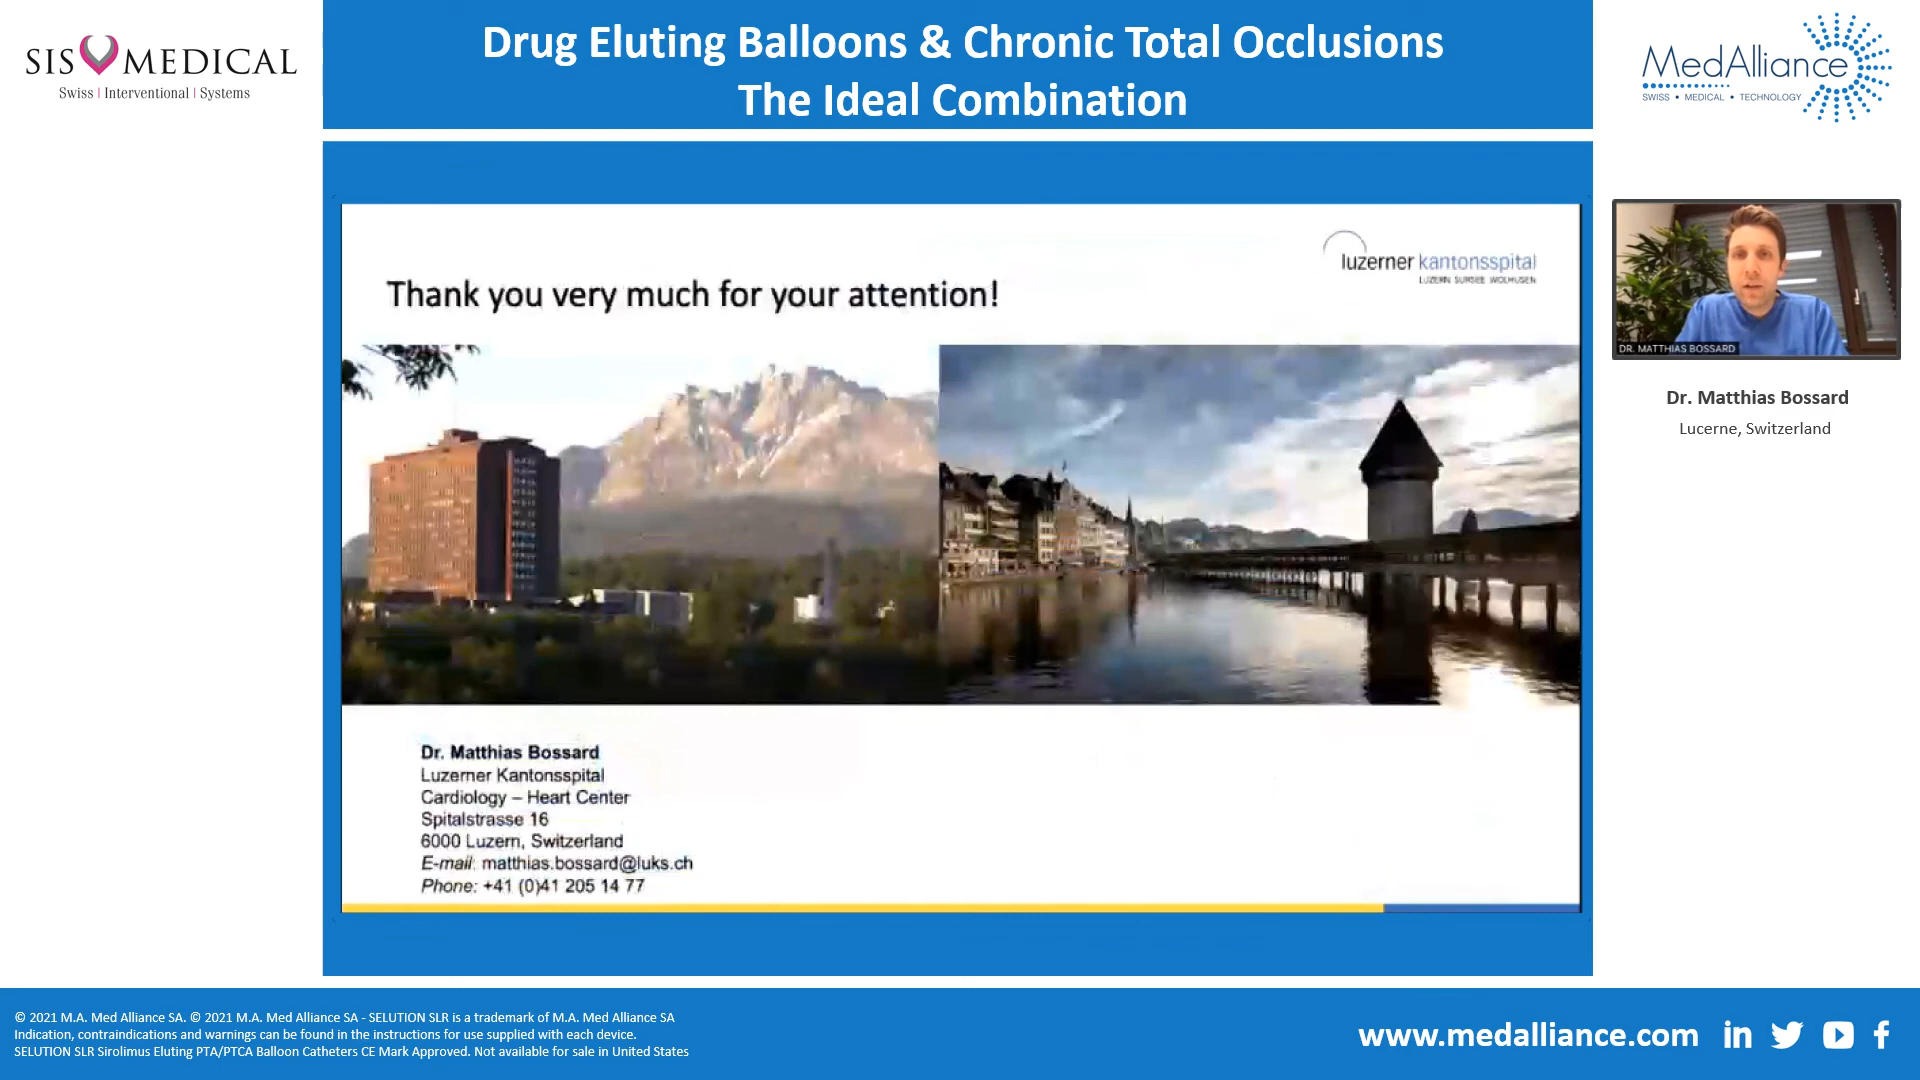 SIS MEDICAL
Swiss | Interventional | Systems
Drug Eluting Balloons & Chronic Total Occlusions
The Ideal Combination
MedAlliance
SWISS • MEDICAL • TECHNOLOGY
luzerner kantonsspital
LUZERN SURSEE WOLHUSEN
Thank you very much for your attention!
DR. MATTHIAS BOSSARD
Dr. Matthias Bossard
Lucerne, Switzerland
Dr. Matthias Bossard
Luzerner Kantonsspital
Cardiology – Heart Center
Spitalstrasse 16
6000 Luzern, Switzerland
E-mail: matthias.bossard@luks.ch
Phone: +41 (0)41 205 14 77
© 2021 M.A. Med Alliance SA. © 2021 M.A. Med Alliance SA - SELUTION SLR is a trademark of M.A. Med Alliance SA
Indication, contraindications and warnings can be found in the instructions for use supplied with each device.
SELUTION SLR Sirolimus Eluting PTA/PTCA Balloon Catheters CE Mark Approved. Not available for sale in United States
www.medalliance.com